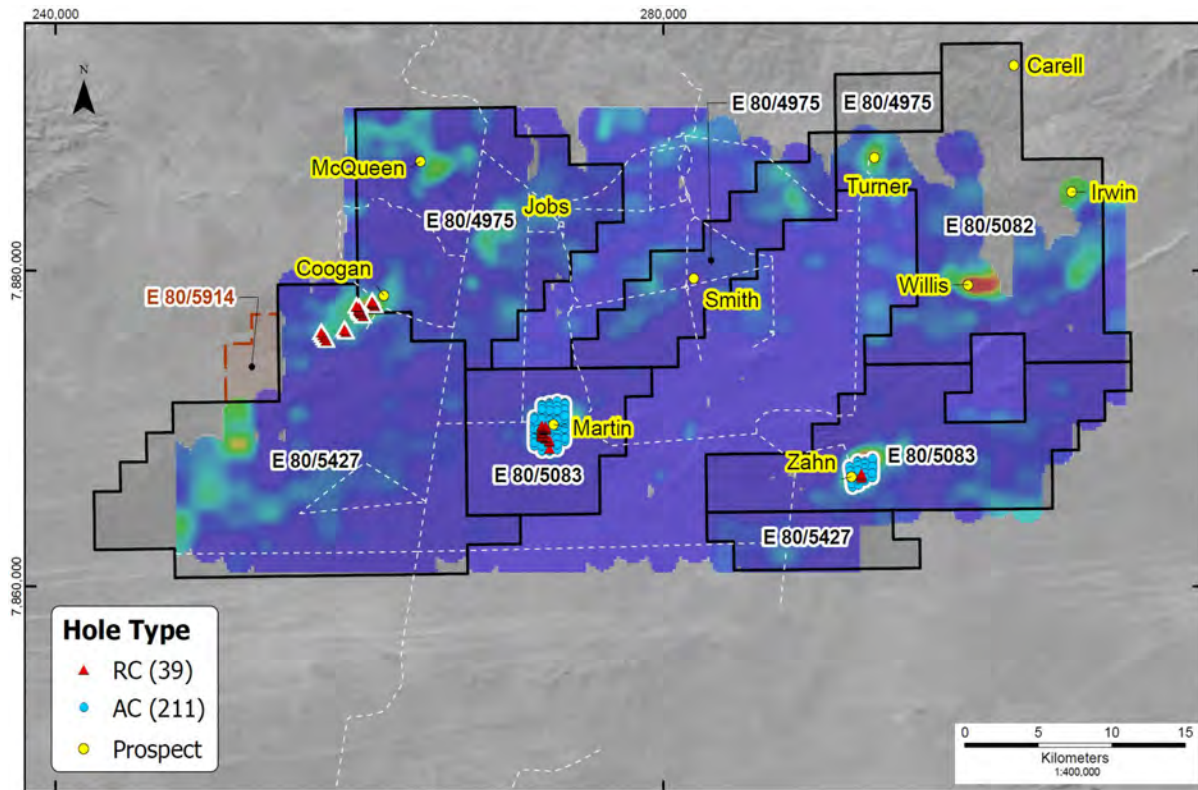 240,000
280,000
N
Carell
E 80/4975
E 80/4975
McQueen
Turner
Irwin
Jobs
E 80/4975
E 80/5082
7,880,000
Coogan
E 80/5914
Smith
Willis
Martin
E 80/5427
E 80/5083
Zahn
E 80/5083
E 80/5427
7,860,000
Hole Type
RC (39)
AC (211)
Prospect
0 5 10 15
Kilometers
1:400,000